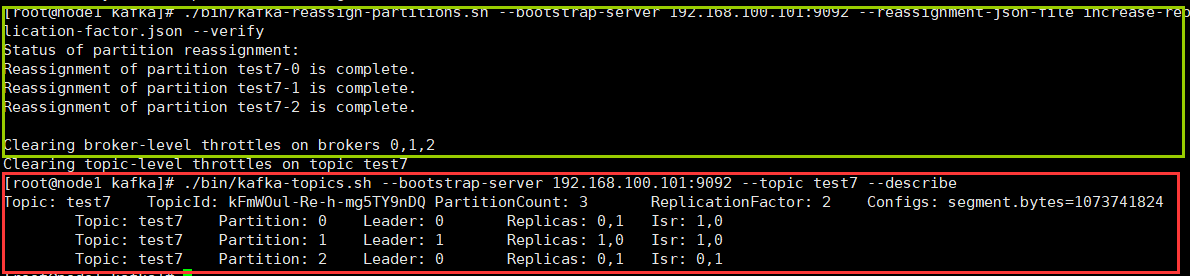 [root@node1 kafka]# ./bin/kafka-reassign-partitions.sh --bootstrap-server 192.168.100.101:9092 --reassignment-json-file increase-rep
lication-factor.json --verify
Status of partition reassignment:
Reassignment of partition test7-0 is complete.
Reassignment of partition test7-1 is complete.
Reassignment of partition test7-2 is complete.
Clearing broker-level throttles on brokers 0,1,2
Clearing topic-level throttles on topic test7
[root@node1 kafka]# ./bin/kafka-topics.sh --bootstrap-server 192.168.100.101:9092 --topic test7 --describe
Topic: test7 TopicId: kFmWOul-Re-h-mg5TY9nDQ PartitionCount: 3 ReplicationFactor: 2 Configs: segment.bytes=1073741824
Topic: test7 Partition: 0 Leader: 0 Replicas: 0,1 Isr: 1,0
Topic: test7 Partition: 1 Leader: 1 Replicas: 1,0 Isr: 1,0
Topic: test7 Partition: 2 Leader: 0 Replicas: 0,1 Isr: 0,1
[root@node1 kafka]#